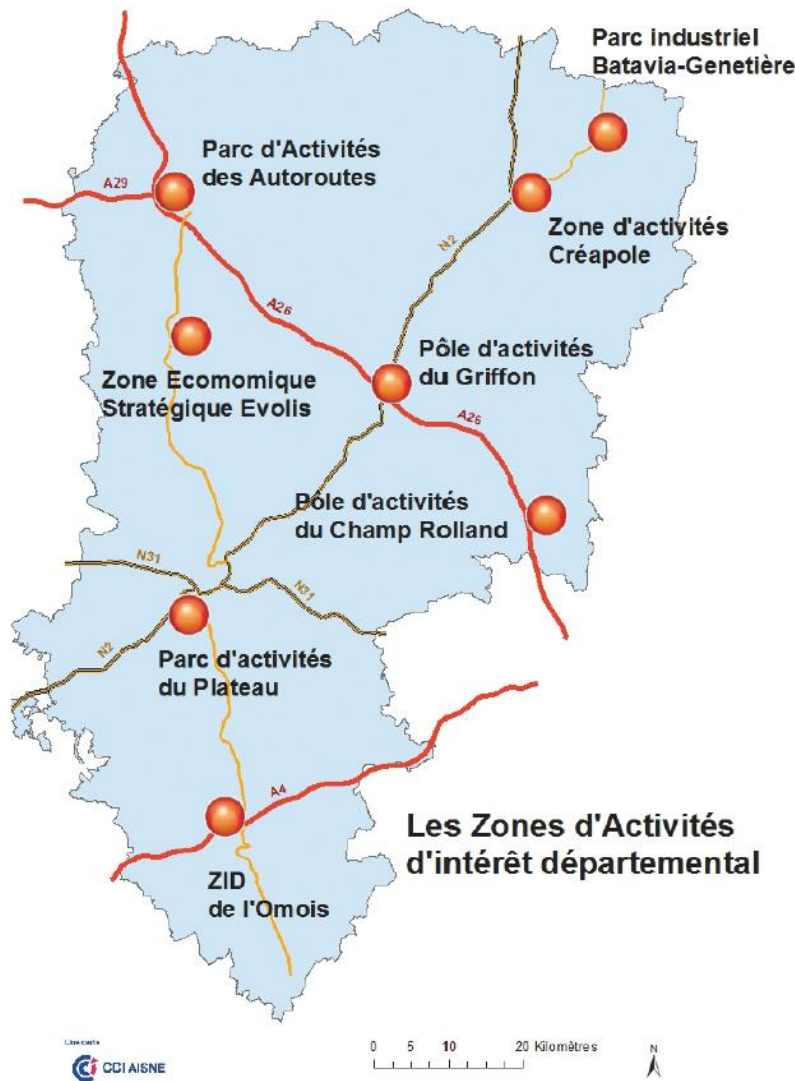 Parc industriel
Batavia-Genetière
Parc d'Activités
des Autoroutes
A29
Zone d'activités
Créapole
N2
A26
Pôle d'activités
du Griffon
Zone Ecomomique
Stratégique Evolis
A26
Pôle d'activités
du Champ Rolland
N31
N31
N2
Parc d'activités
du Plateau
A4
Les Zones d'Activités
d'intérêt départemental
ZID
de l'Omois
Une carte
CCI AISNE
0 5 10 20 Kilomètres
N